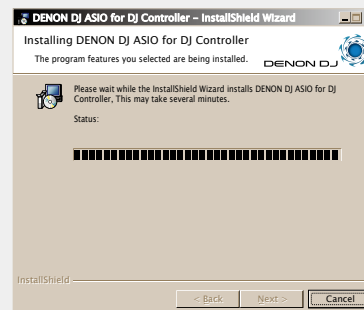 DENON DJ ASIO for DJ Controller – InstallShield Wizard
Installing DENON DJ ASIO for DJ Controller
The program features you selected are being installed.
DENON DJ
Please wait while the InstallShield Wizard installs DENON DJ ASIO for DJ
Controller, This may take several minutes.
Status:
InstallShield
< Back
Next >
Cancel